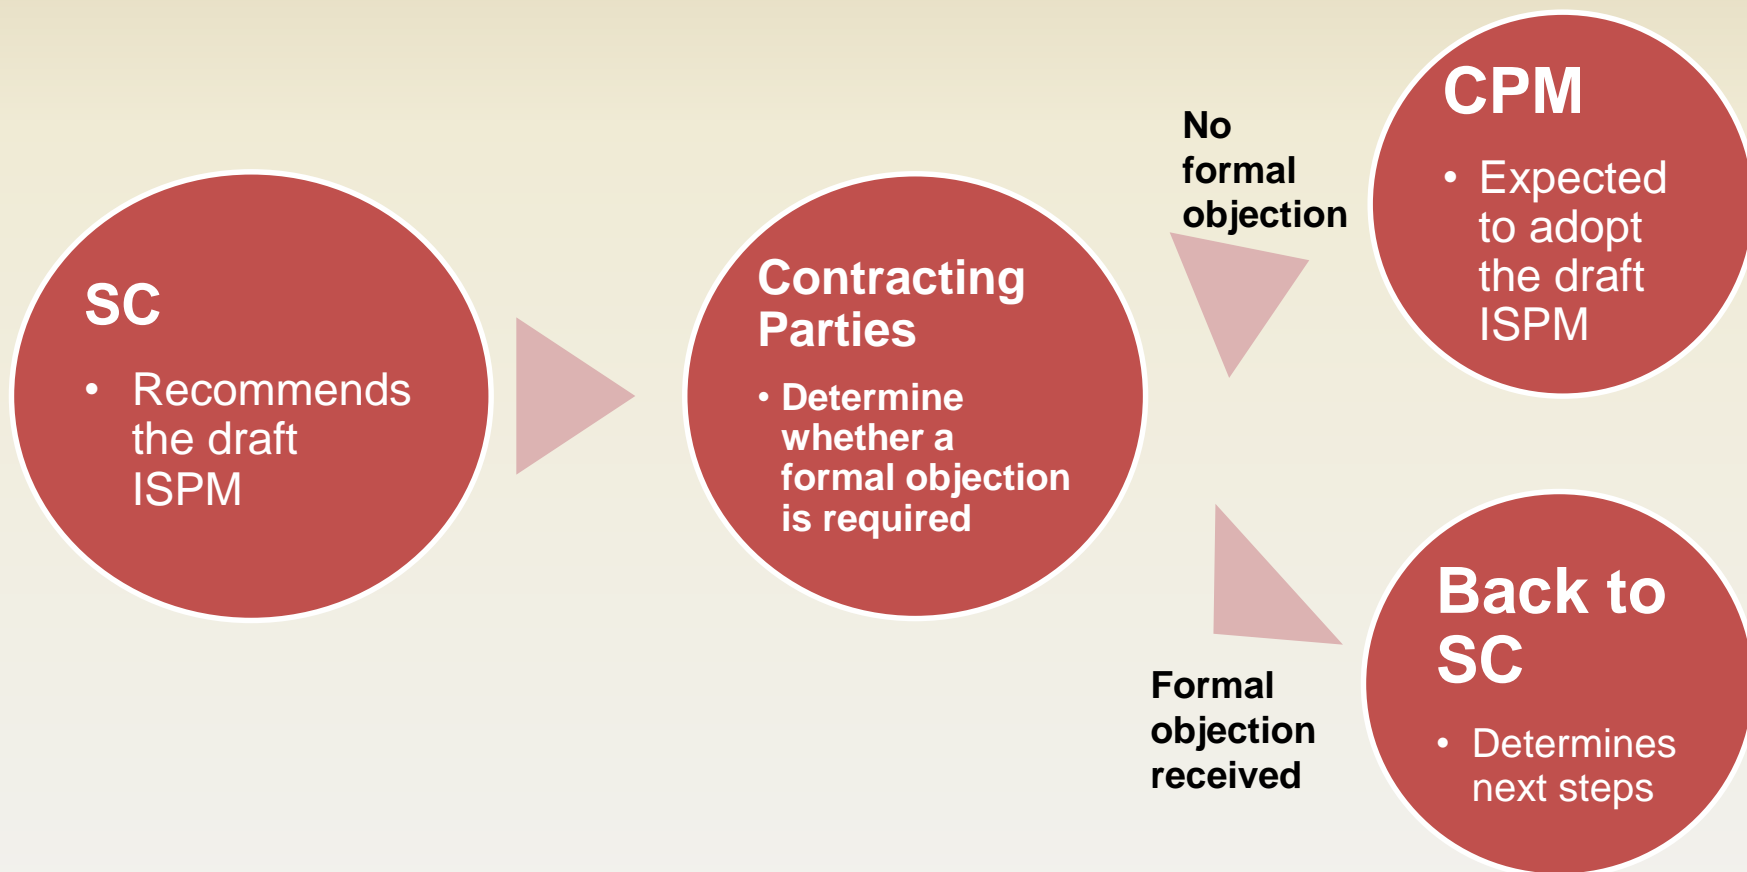 SC
• Recommends
the draft
ISPM
Contracting
Parties
• Determine
whether a
formal objection
is required
No
formal
objection
CPM
• Expected
to adopt
the draft
ISPM
Formal
objection
received
Back to
SC
• Determines
next steps